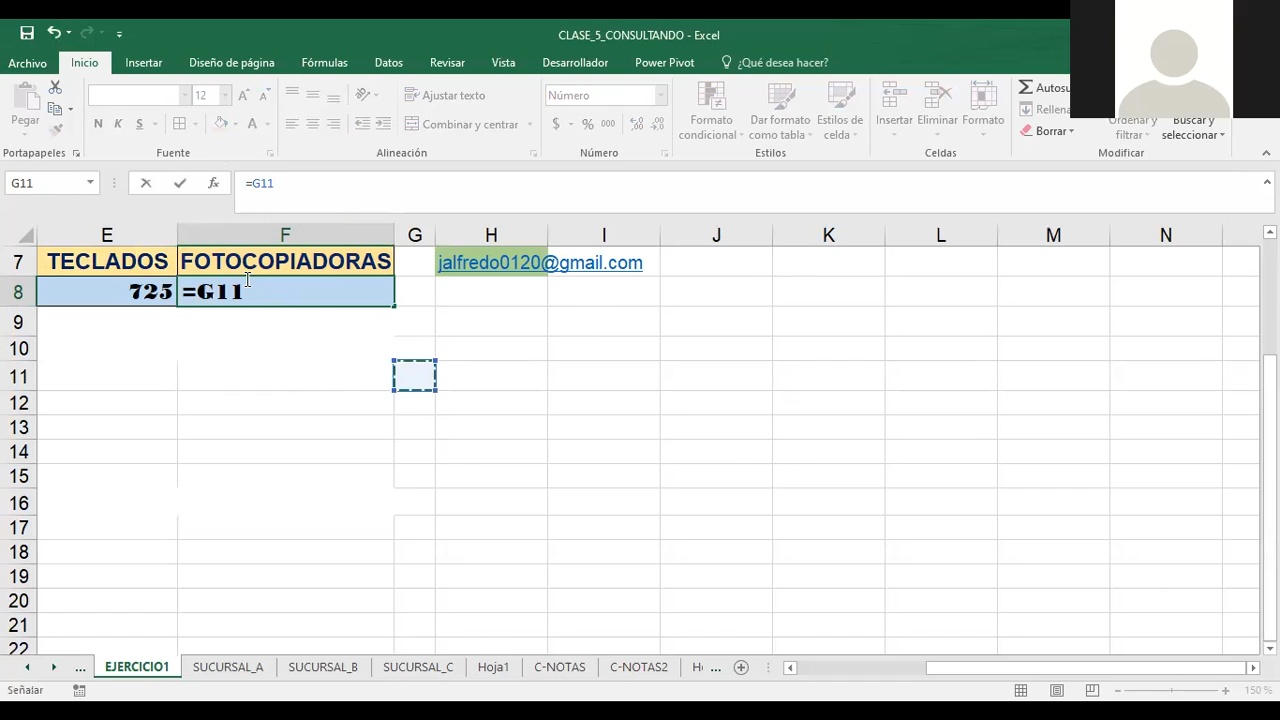 CLASE_5_CONSULTANDO - Excel
Archivo Inicio Insertar Diseño de página Fórmulas Datos Revisar Vista Desarrollador Power Pivot ¿Qué desea hacer?
Pegar
12
N K S
Ajustar texto
Combinar y centrar
Número
$ % 000
Formato condicional
Dar formato como tabla
Estilos de celda
Insertar Eliminar Formato
Autosu
Rellena
Borrar
Ordenar y filtrar
Buscar y seleccionar
Portapapeles Fuente Alineación Número Estilos Celdas Modificar
G11 fx =G11
E F G H I J K L M N
7 TECLADOS FOTOCOPIADORAS jalfredo0120@gmail.com
8 725 =G11
9
10
11
12
13
14
15
16
17
18
19
20
21
22
... EJERCICIO1 SUCURSAL_A SUCURSAL_B SUCURSAL_C Hoja1 C-NOTAS C-NOTAS2 Ho ...
Señalar 150 %